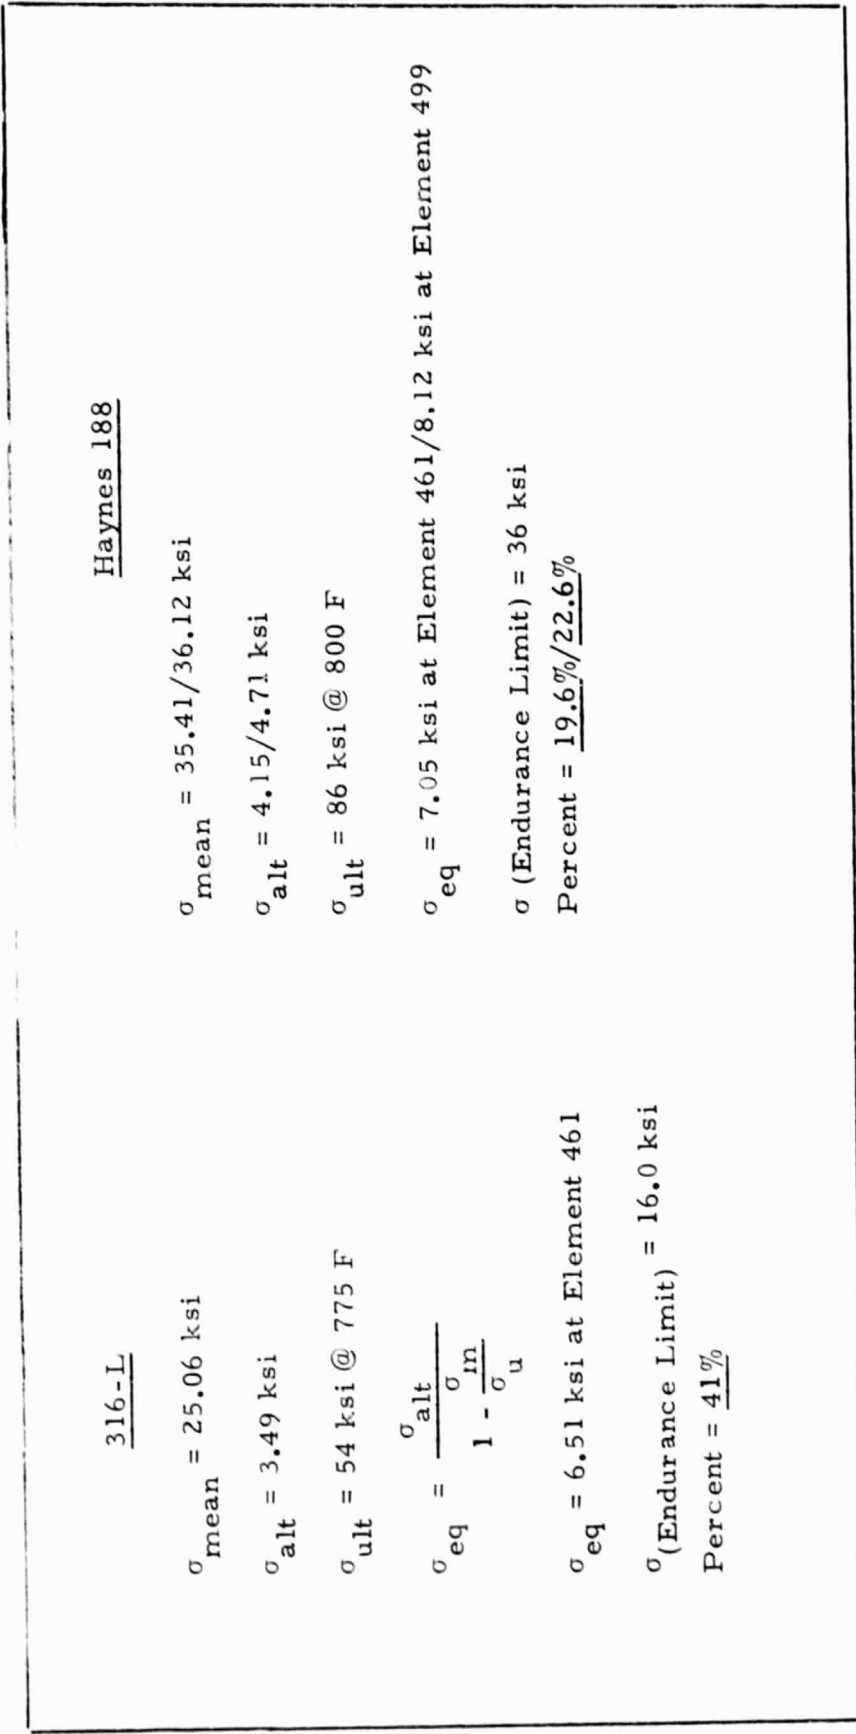 316-L
σmean = 25.06 ksi
σalt = 3.49 ksi
σult = 54 ksi @ 775 F
σeq = σalt / (1 - σm/σu)
σeq = 6.51 ksi at Element 461
σ(Endurance Limit) = 16.0 ksi
Percent = 41%
Haynes 188
σmean = 35.41/36.12 ksi
σalt = 4.15/4.71 ksi
σult = 86 ksi @ 800 F
σeq = 7.05 ksi at Element 461/8.12 ksi at Element 499
σ (Endurance Limit) = 36 ksi
Percent = 19.6%/22.6%